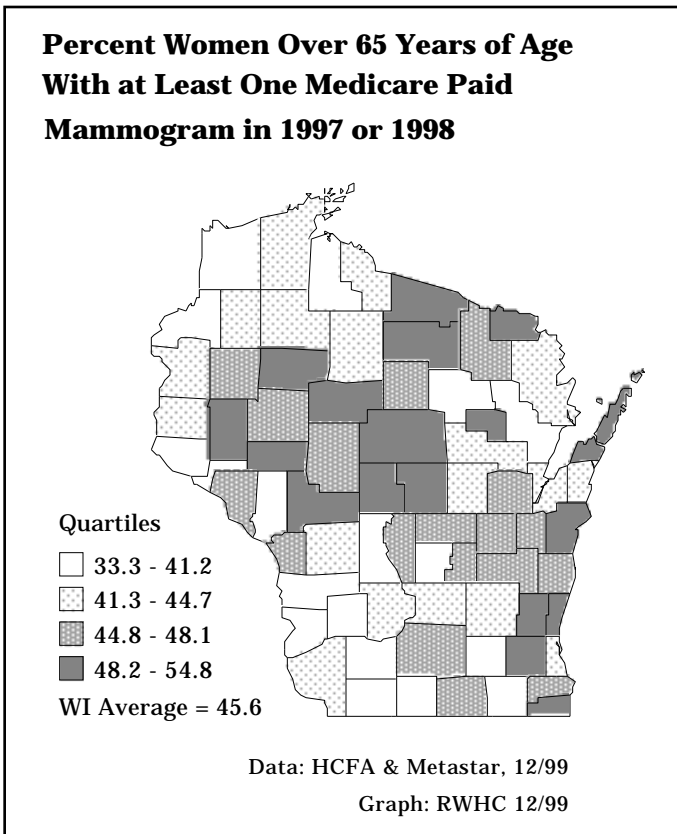 Percent Women Over 65 Years of Age
With at Least One Medicare Paid
Mammogram in 1997 or 1998
Quartiles
33.3 - 41.2
41.3 - 44.7
44.8 - 48.1
48.2 - 54.8
WI Average = 45.6
Data: HCFA & Metastar, 12/99
Graph: RWHC 12/99